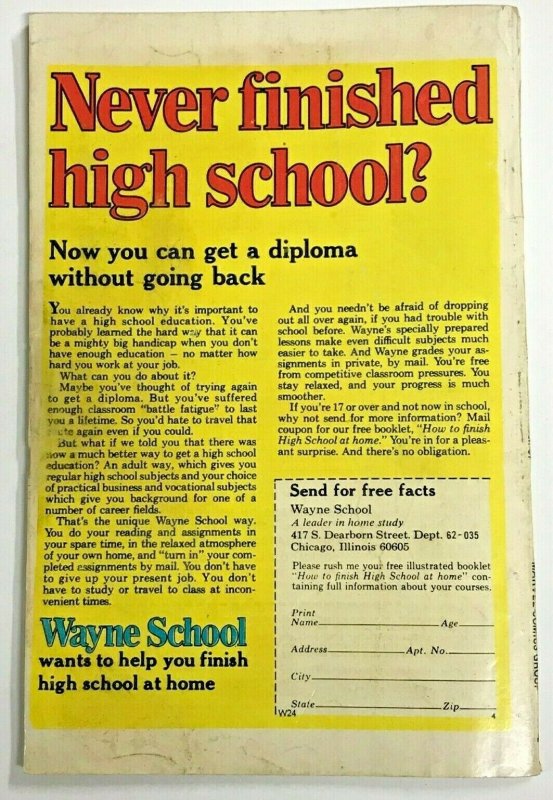 Never finished
high school?
Now you can get a diploma
without going back
You already know why it's important to
have a high school education. You've
probably learned the hard way that it can
be a mighty big handicap when you don't
have enough education — no matter how
hard you work at your job.
What can you do about it?
Maybe you've thought of trying again
to get a diploma. But you've suffered
enough classroom "battle fatigue" to last
you a lifetime. So you'd hate to travel that
again even if you could.
But what if we told you that there was
now a much better way to get a high school
education? An adult way, which gives you
regular high school subjects and your choice
of practical business and vocational subjects
which give you background for one of a
number of career fields.
That's the unique Wayne School way.
You do your reading and assignments in
your spare time, in the relaxed atmosphere
of your own home, and "turn in" your com-
pleted assignments by mail. You don't have
to give up your present job. You don't
have to study or travel to class at incon-
venient times.
Wayne School
wants to help you finish
high school at home
And you needn't be afraid of dropping
out all over again, if you had trouble with
school before. Wayne's specially prepared
lessons make even difficult subjects much
easier to take. And Wayne grades your as-
signments in private, by mail. You're free
from competitive classroom pressures. You
stay relaxed, and your progress is much
smoother.
If you're 17 or over and not now in school,
why not send for more information? Mail
coupon for our free booklet, "How to finish
High School at home." You're in for a pleas-
ant surprise. And there's no obligation.
Send for free facts
Wayne School
A leader in home study
417 S. Dearborn Street. Dept. 62-035
Chicago, Illinois 60605
Please rush me your free illustrated booklet
"How to finish High School at home" con-
taining full information about your courses.
Print
Name Age
Address Apt. No.
City
State Zip
W24 4